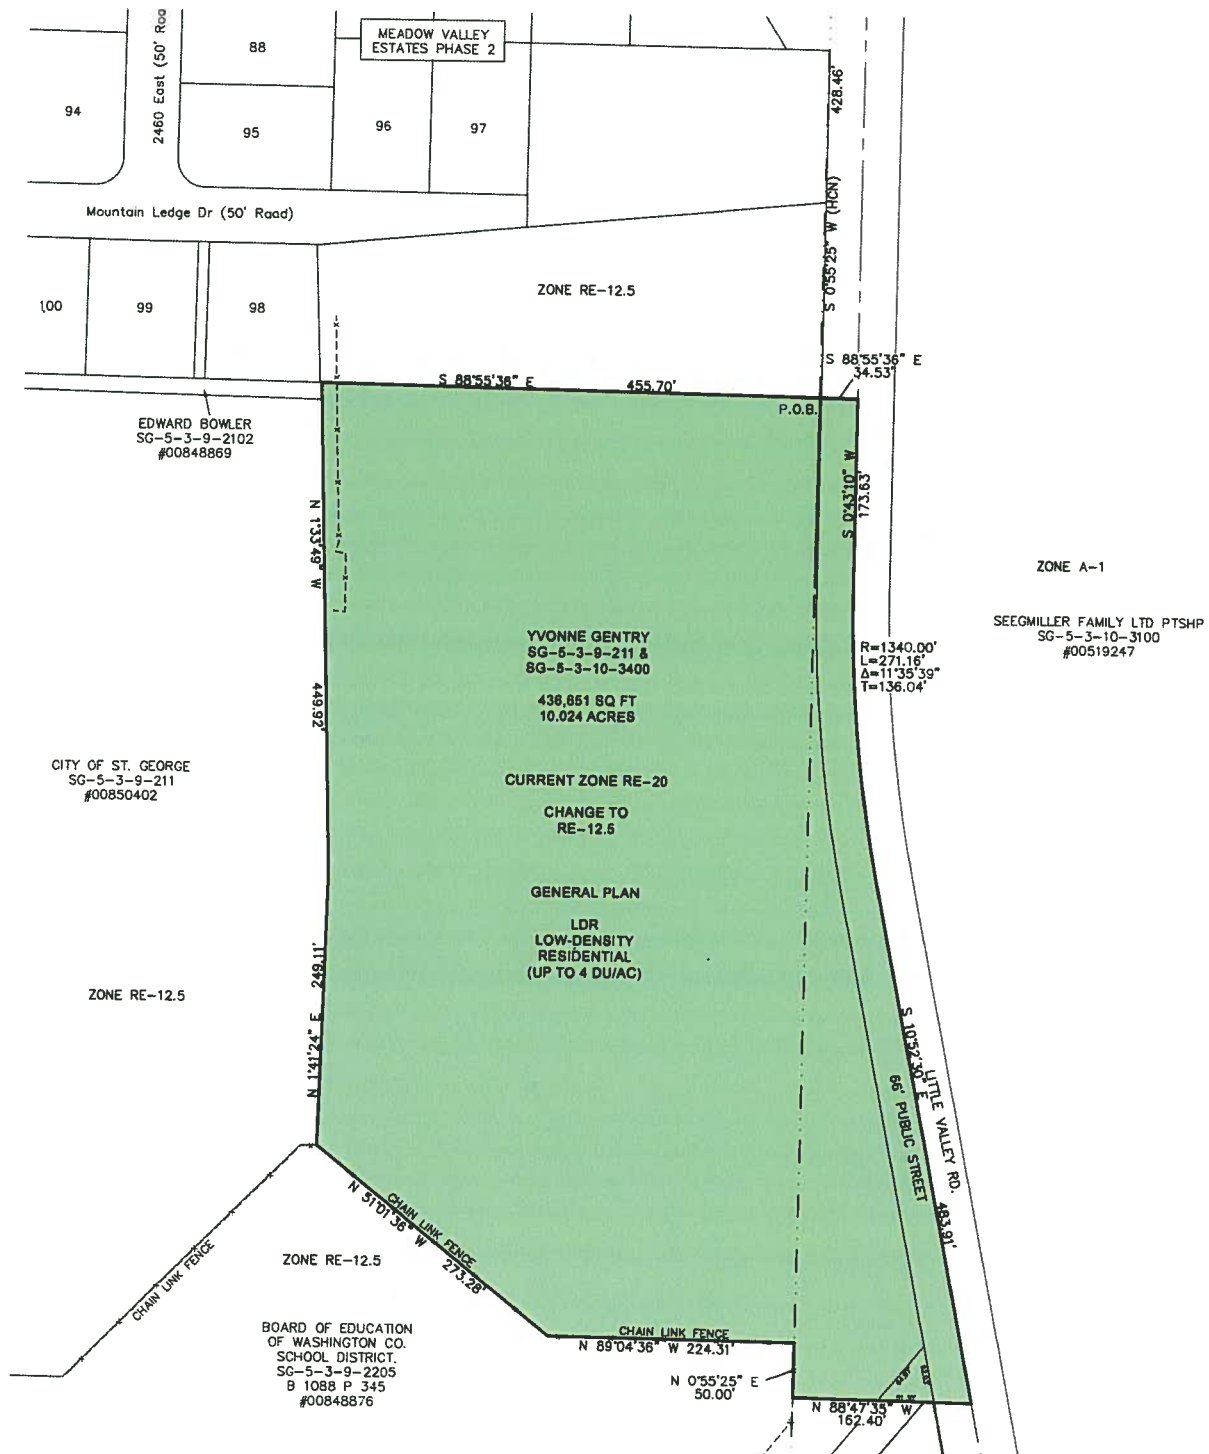 2460 East (50' Roa
88
MEADOW VALLEY
ESTATES PHASE 2
94
95
96
97
428.46'
S 0°55'25" W (HCN)
Mountain Ledge Dr (50' Road)
100
99
98
ZONE RE-12.5
S 88°55'36" E
34.53'
S 88°55'36" E 455.70'
P.O.B.
EDWARD BOWLER
SG-5-3-9-2102
#00848869
S 0°43'10" W
173.63'
N 1°33'49" W
449.92'
ZONE A-1
SEEGMILLER FAMILY LTD PTSHP
SG-5-3-10-3100
#00519247
YVONNE GENTRY
SG-5-3-9-211 &
SG-5-3-10-3400
436,651 SQ FT
10.024 ACRES
R=1340.00'
L=271.16'
Δ=11°35'39"
T=136.04'
CITY OF ST. GEORGE
SG-5-3-9-211
#00850402
CURRENT ZONE RE-20
CHANGE TO
RE-12.5
GENERAL PLAN
LDR
LOW-DENSITY
RESIDENTIAL
(UP TO 4 DU/AC)
ZONE RE-12.5
N 1°41'24" E 249.11'
S 10°52'30" E
483.91'
LITTLE VALLEY RD.
66' PUBLIC STREET
CHAIN LINK FENCE
N 51°01'36" W 273.28'
CHAIN LINK FENCE
ZONE RE-12.5
BOARD OF EDUCATION
OF WASHINGTON CO.
SCHOOL DISTRICT.
SG-5-3-9-2205
B 1088 P 345
#00848876
CHAIN LINK FENCE
N 89°04'36" W 224.31'
N 0°55'25" E
50.00'
N 88°47'35" W
162.40'